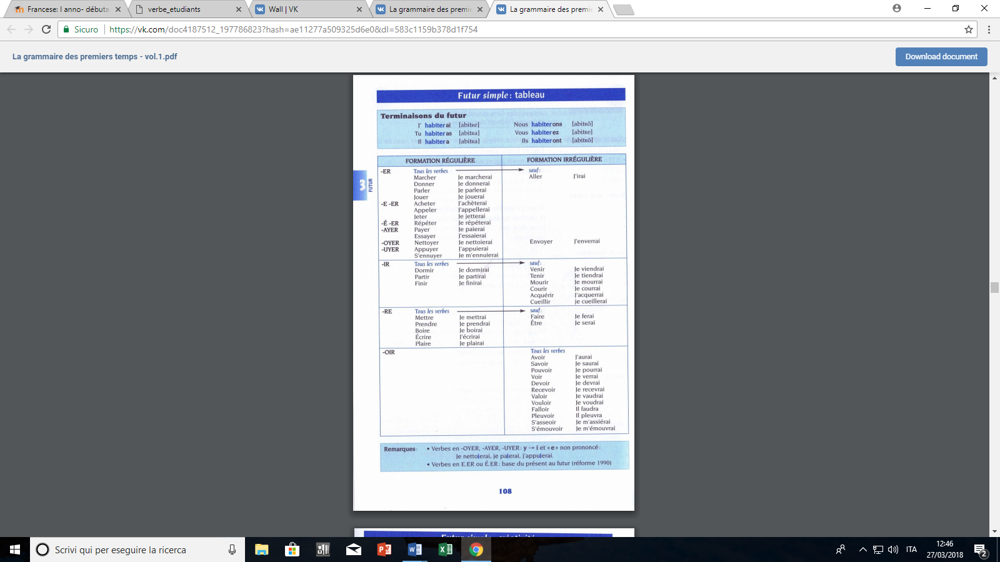 Francese: I anno- débuta
verbe_etudiants
Wall | VK
La grammaire des premie
La grammaire des premie
Sicuro
https://vk.com/doc4187512_197786823?hash=ae11277a509325d6e0&dl=583c1159b378d1f754
La grammaire des premiers temps - vol.1.pdf
Download document
Futur simple : tableau
Terminaisons du futur
J' habiterai [abitʀe] Nous habiterons [abitʀõ]
Tu habiteras [abitʀa] Vous habiterez [abitʀe]
Il habitera [abitʀa] Ils habiteront [abitʀõ]
FORMATION RÉGULIÈRE FORMATION IRRÉGULIÈRE
-ER Tous les verbes sauf :
Marcher Je marcherai Aller J'irai
Donner Je donnerai
Parler Je parlerai
Jouer Je jouerai
-E -ER Acheter J'achèterai
Appeler J'appellerai
Jeter Je jetterai
-É -ER Répéter Je répéterai
-AYER Payer Je paierai
Essayer J'essaierai
-OYER Nettoyer Je nettoierai Envoyer J'enverrai
-UYER Appuyer J'appuierai
S'ennuyer Je m'ennuierai
-IR Tous les verbes sauf :
Dormir Je dormirai Venir Je viendrai
Partir Je partirai Tenir Je tiendrai
Finir Je finirai Mourir Je mourrai
Courir Je courrai
Acquérir J'acquerrai
Cueillir je cueillerai
-RE Tous les verbes sauf :
Mettre Je mettrai Faire Je ferai
Prendre Je prendrai Être Je serai
Boire Je boirai
Écrire J'écrirai
Plaire Je plairai
-OIR Tous les verbes
Avoir J'aurai
Savoir Je saurai
Pouvoir Je pourrai
Voir Je verrai
Devoir Je devrai
Recevoir Je recevrai
Valoir Je vaudrai
Vouloir Je voudrai
Falloir Il faudra
Pleuvoir Il pleuvra
S'asseoir Je m'assiérai
S'émouvoir Je m'émouvrai
Remarques : • Verbes en -OYER, -AYER, -UYER : y → i et « e » non prononcé :
Je nettoierai, je paierai, j'appuierai.
• Verbes en E.ER ou É.ER : base du présent au futur (réforme 1990)
3
FUTUR
108
Scrivi qui per eseguire la ricerca
ITA
12:46
27/03/2018
2